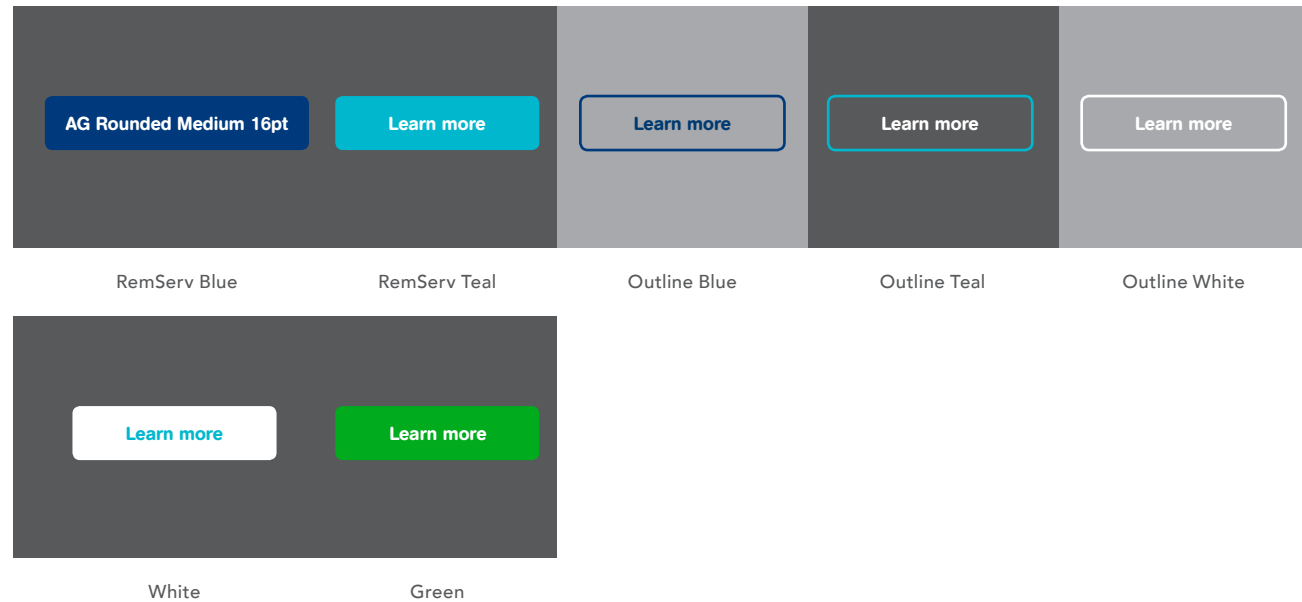 AG Rounded Medium 16pt
Learn more
Learn more
Learn more
Learn more
RemServ Blue
RemServ Teal
Outline Blue
Outline Teal
Outline White
Learn more
Learn more
White
Green